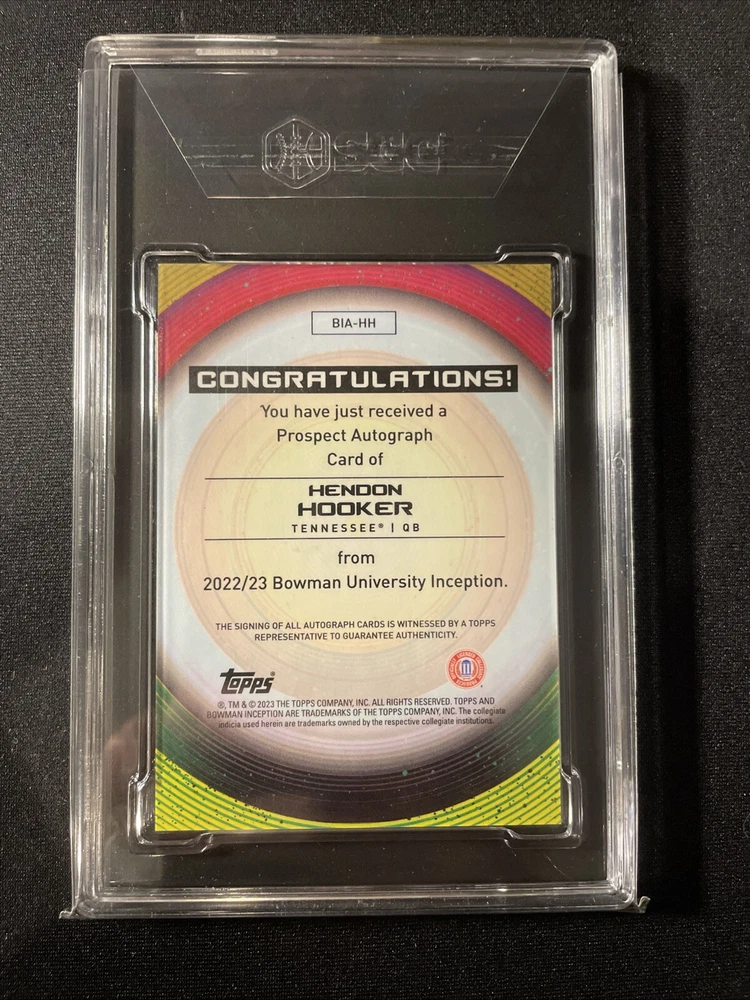 SGC
BIA-HH
CONGRATULATIONS!
You have just received a
Prospect Autograph
Card of
HENDON
HOOKER
TENNESSEE® | QB
from
2022/23 Bowman University Inception.
THE SIGNING OF ALL AUTOGRAPH CARDS IS WITNESSED BY A TOPPS
REPRESENTATIVE TO GUARANTEE AUTHENTICITY.
topps®
®, TM & © 2023 THE TOPPS COMPANY, INC. ALL RIGHTS RESERVED. TOPPS AND
BOWMAN INCEPTION ARE TRADEMARKS OF THE TOPPS COMPANY, INC. The collegiate
indicia used herein are trademarks owned by the respective collegiate institutions.